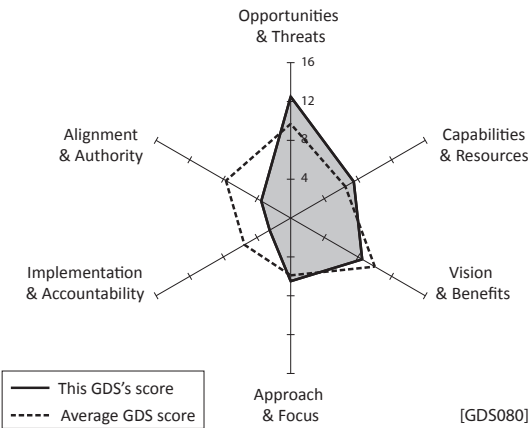 Opportunities
& Threats
16
12
8
4
Alignment
& Authority
Capabilities
& Resources
Implementation
& Accountability
Vision
& Benefits
Approach
& Focus
This GDS's score
Average GDS score
[GDS080]